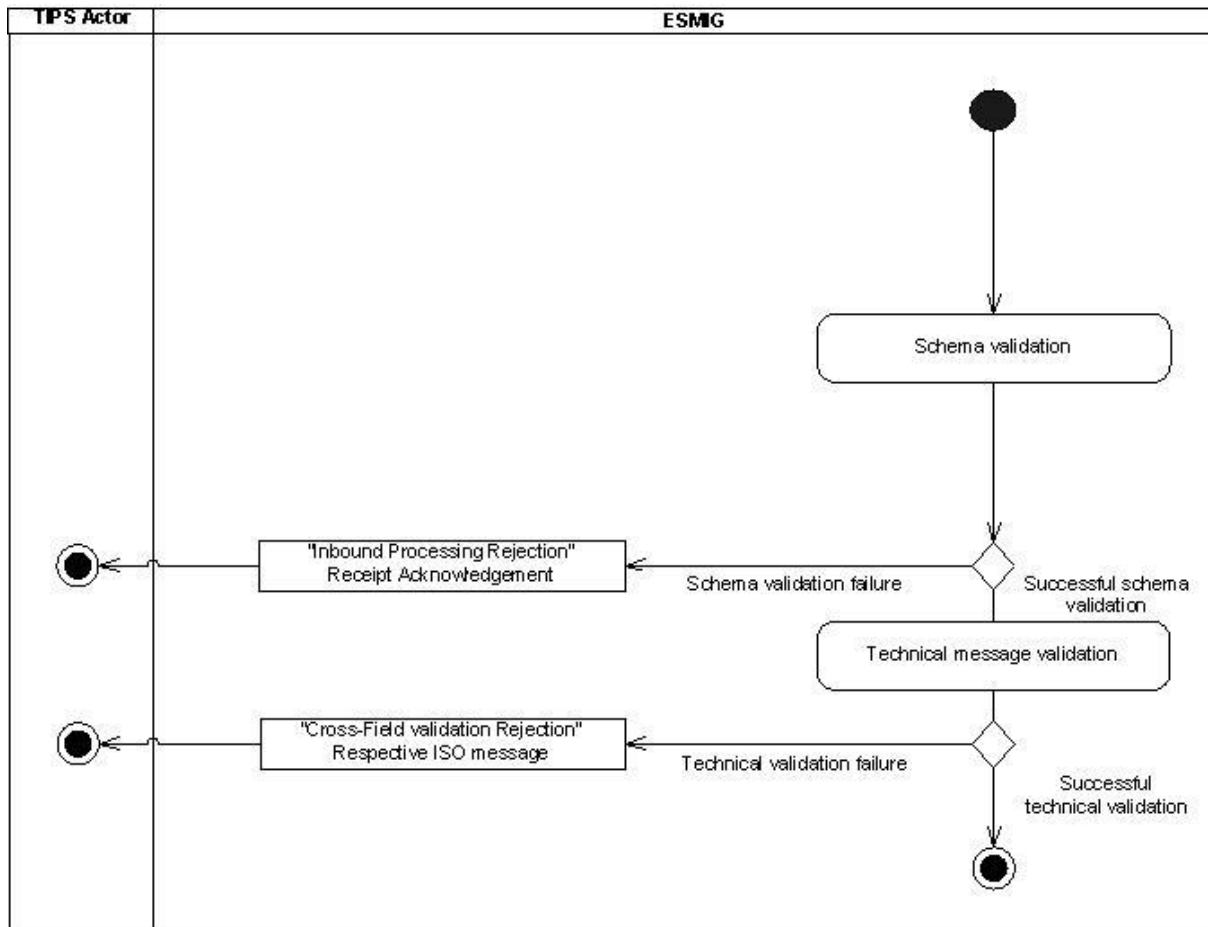 TIPS Actor
ESMIG
Schema validation
"Inbound Processing Rejection"
Receipt Acknowledgement
Schema validation failure
Successful schema
validation
Technical message validation
"Cross-Field validation Rejection"
Respective ISO message
Technical validation failure
Successful
technical validation